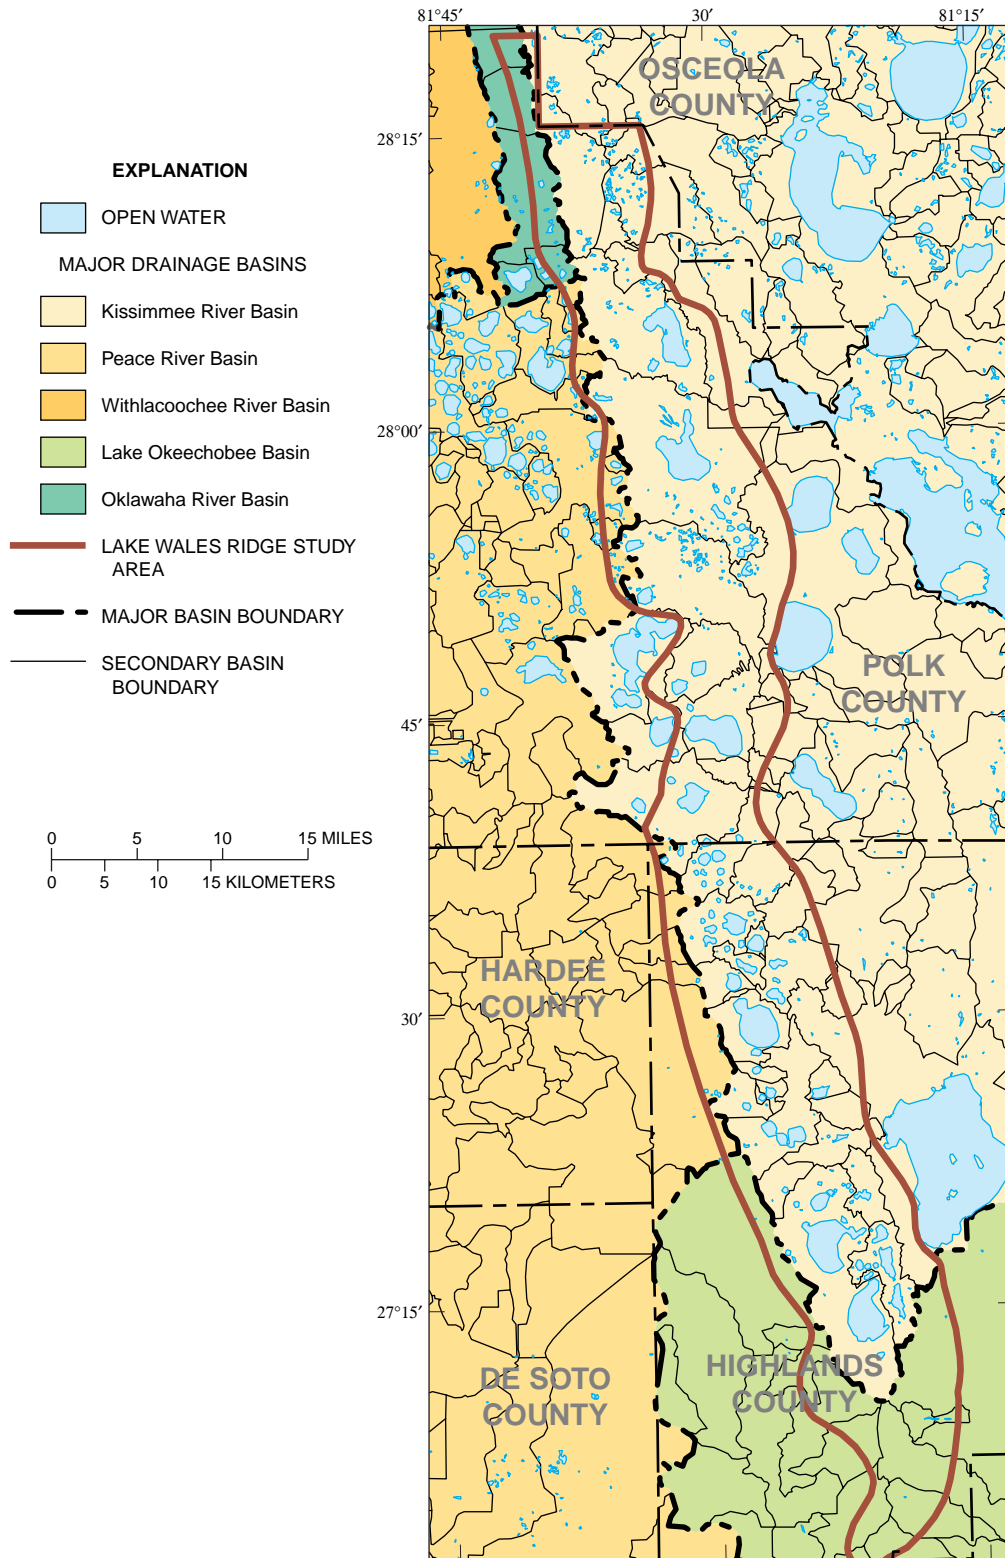 81°45′
30′
81°15′
OSCEOLA
COUNTY
28°15′
EXPLANATION
OPEN WATER
MAJOR DRAINAGE BASINS
Kissimmee River Basin
Peace River Basin
Withlacoochee River Basin
Lake Okeechobee Basin
Oklawaha River Basin
LAKE WALES RIDGE STUDY
AREA
MAJOR BASIN BOUNDARY
SECONDARY BASIN
BOUNDARY
28°00′
POLK
COUNTY
45′
0 5 10 15 MILES
0 5 10 15 KILOMETERS
HARDEE
COUNTY
30′
27°15′
DE SOTO
COUNTY
HIGHLANDS
COUNTY